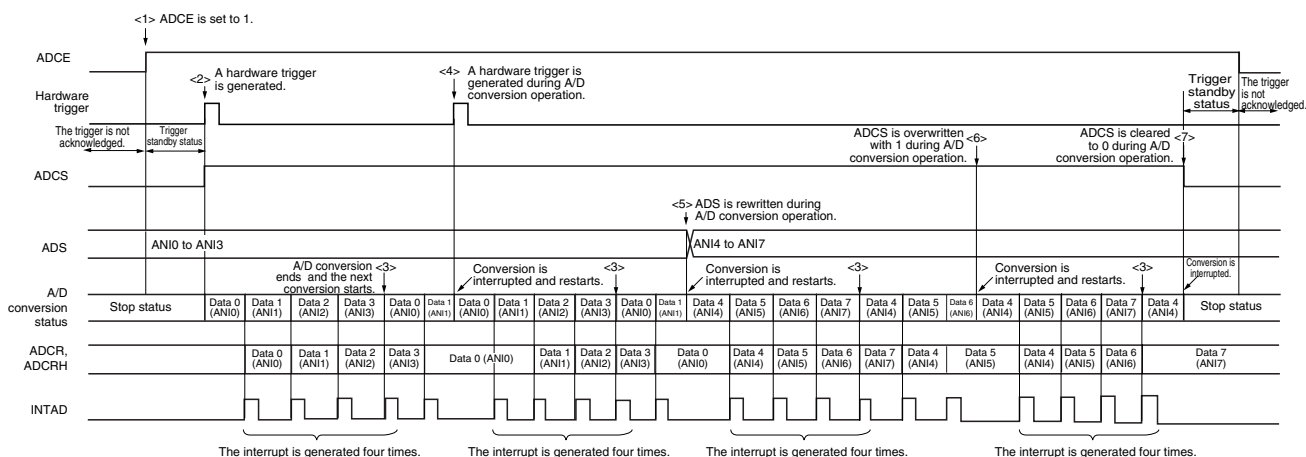 <1> ADCE is set to 1.
ADCE
<2> A hardware trigger
is generated.
<4> A hardware trigger is
generated during A/D
conversion operation.
Trigger
standby
status
The trigger
is not
acknowledged.
Hardware
trigger
The trigger is not
acknowledged.
Trigger
standby status
ADCS is overwritten
with 1 during A/D <6>
conversion operation.
ADCS is cleared
to 0 during A/D <7>
conversion operation.
ADCS
<5> ADS is rewritten during
A/D conversion operation.
ADS
ANI0 to ANI3
ANI4 to ANI7
A/D conversion <3>
ends and the next
conversion starts.
Conversion is
interrupted and restarts.
<3>
Conversion is
interrupted and restarts.
<3>
Conversion is
interrupted and restarts.
<3>
Conversion is
interrupted.
A/D
conversion
status
Stop status
Data 0 Data 1 Data 2 Data 3 Data 0 Data 1 Data 0 Data 1 Data 2 Data 3 Data 0 Data 1 Data 4 Data 5 Data 6 Data 7 Data 4 Data 5 Data 6 Data 4 Data 5 Data 6 Data 7 Data 4
(ANI0) (ANI1) (ANI2) (ANI3) (ANI0) (ANI1) (ANI0) (ANI1) (ANI2) (ANI3) (ANI0) (ANI1) (ANI4) (ANI5) (ANI6) (ANI7) (ANI4) (ANI5) (ANI6) (ANI4) (ANI5) (ANI6) (ANI7) (ANI4)
Stop status
ADCR,
ADCRH
Data 0 Data 1 Data 2 Data 3 Data 0 (ANI0) Data 1 Data 2 Data 3 Data 0 Data 4 Data 5 Data 6 Data 7 Data 4 Data 5 Data 4 Data 5 Data 6 Data 7
(ANI0) (ANI1) (ANI2) (ANI3) (ANI1) (ANI2) (ANI3) (ANI0) (ANI4) (ANI5) (ANI6) (ANI7) (ANI4) (ANI5) (ANI4) (ANI5) (ANI6) (ANI7)
INTAD
The interrupt is generated four times.
The interrupt is generated four times.
The interrupt is generated four times.
The interrupt is generated four times.